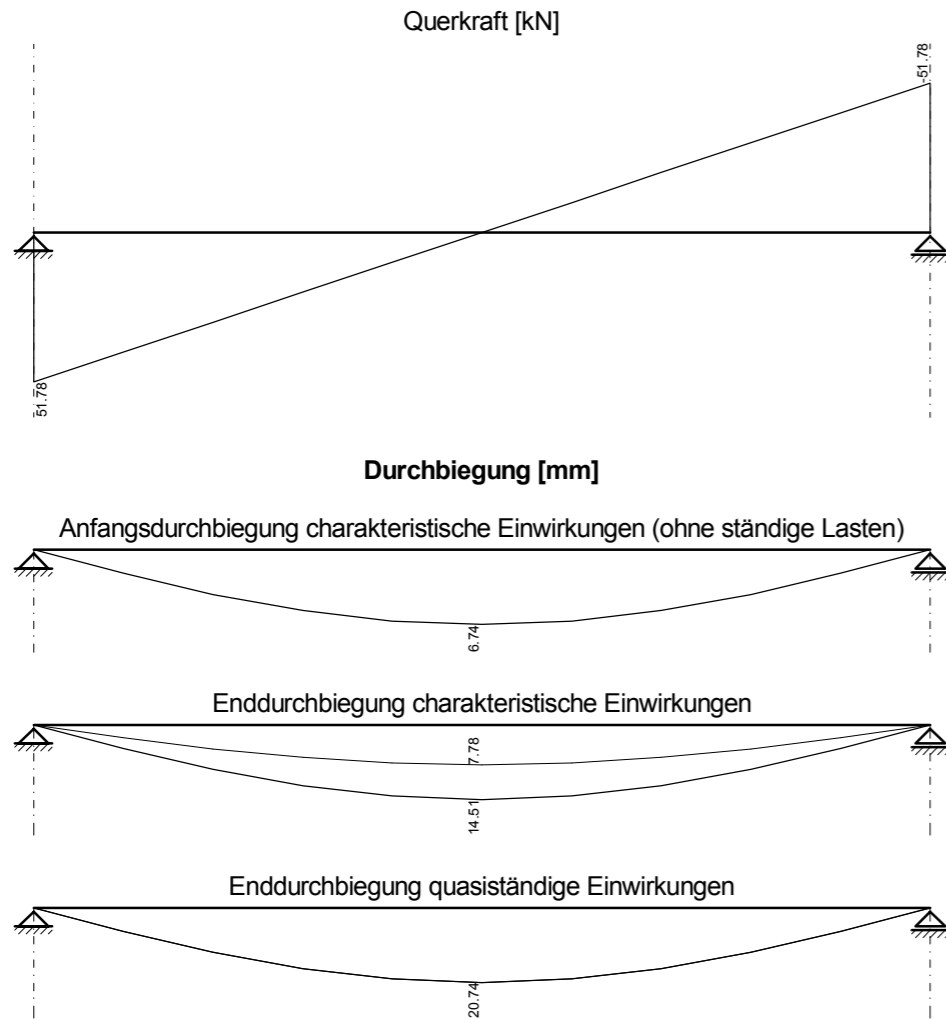 Querkraft [kN]
-51.78
51.78
Durchbiegung [mm]
Anfangsdurchbiegung charakteristische Einwirkungen (ohne ständige Lasten)
6.74
Enddurchbiegung charakteristische Einwirkungen
7.78
14.51
Enddurchbiegung quasiständige Einwirkungen
20.74